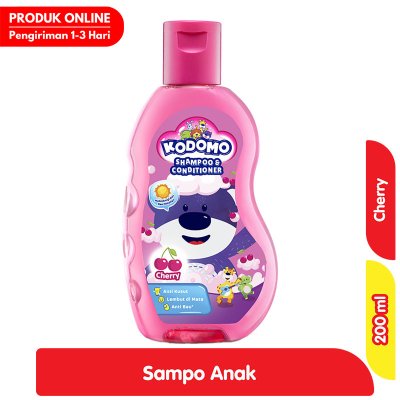 PRODUK ONLINE
Pengiriman 1-3 Hari
KODOMO
SHAMPOO &
CONDITIONER
Cherry
Anti Kusut
Lembut di Mata
Anti Bau*
Cherry
200 ml
Sampo Anak